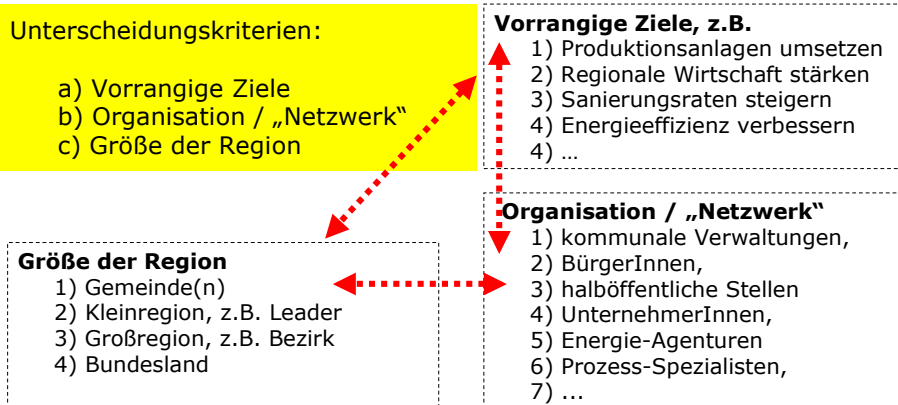 Unterscheidungskriterien:
a) Vorrangige Ziele
b) Organisation / „Netzwerk“
c) Größe der Region
Vorrangige Ziele, z.B.
1) Produktionsanlagen umsetzen
2) Regionale Wirtschaft stärken
3) Sanierungsraten steigern
4) Energieeffizienz verbessern
4) ...
Größe der Region
1) Gemeinde(n)
2) Kleinregion, z.B. Leader
3) Großregion, z.B. Bezirk
4) Bundesland
Organisation / „Netzwerk“
1) kommunale Verwaltungen,
2) BürgerInnen,
3) halböffentliche Stellen
4) UnternehmerInnen,
5) Energie-Agenturen
6) Prozess-Spezialisten,
7) ...